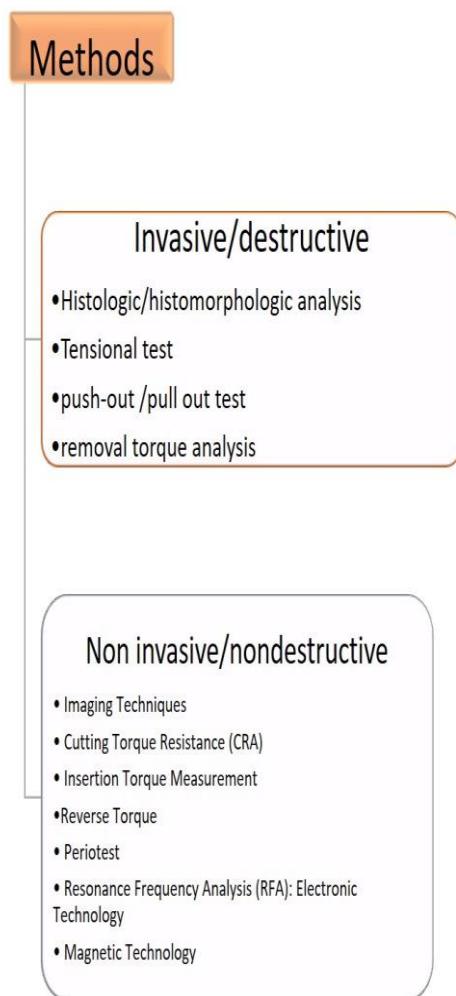 Methods
Invasive/destructive
•Histologic/histomorphologic analysis
•Tensional test
•push-out /pull out test
•removal torque analysis
Non invasive/nondestructive
• Imaging Techniques
• Cutting Torque Resistance (CRA)
• Insertion Torque Measurement
•Reverse Torque
• Periotest
• Resonance Frequency Analysis (RFA): Electronic
Technology
• Magnetic Technology